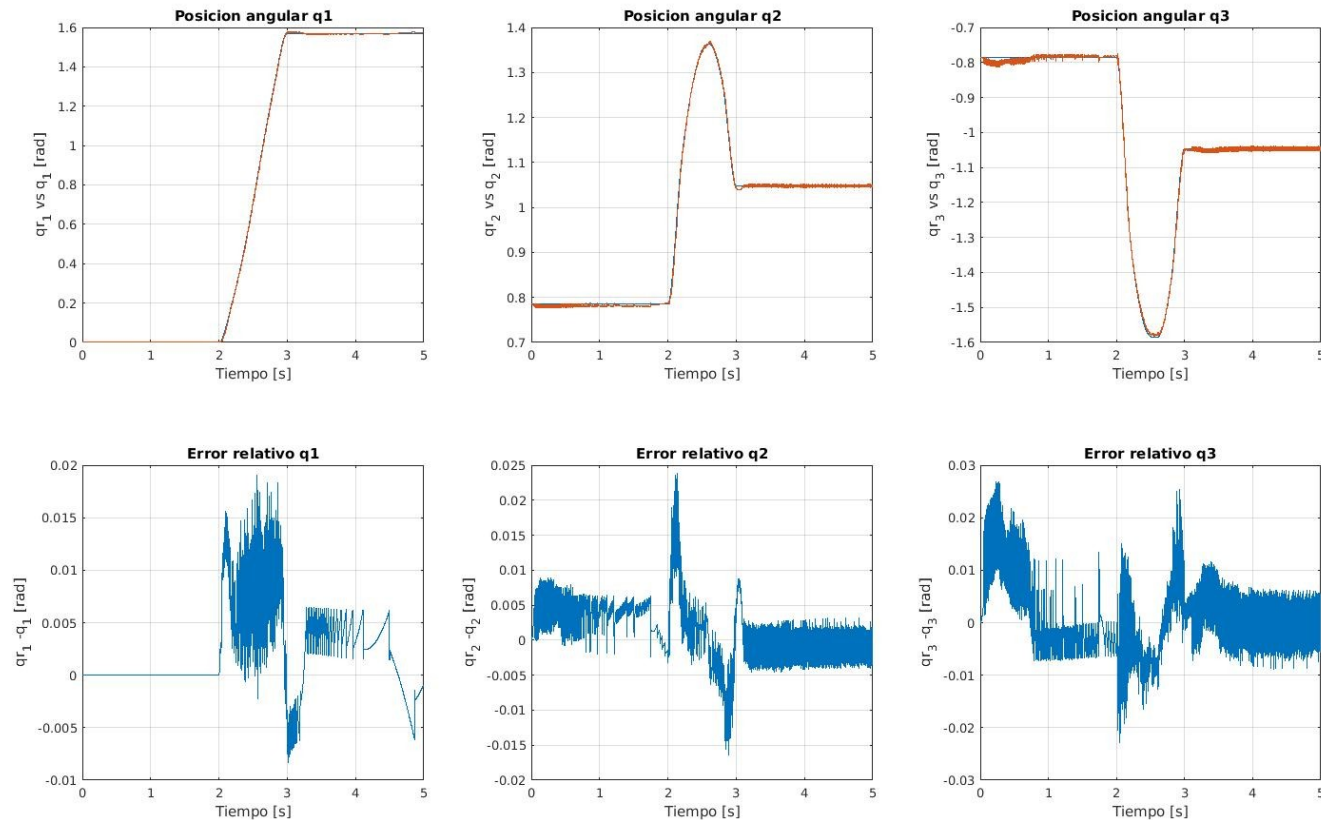 Posicion angular q1
1.6
1.4
1.2
1
0.8
0.6
0.4
0.2
0
qr1 vs q1 [rad]
0 1 2 3 4 5
Tiempo [s]
Posicion angular q2
1.4
1.3
1.2
1.1
1
0.9
0.8
0.7
qr2 vs q2 [rad]
0 1 2 3 4 5
Tiempo [s]
Posicion angular q3
-0.7
-0.8
-0.9
-1
-1.1
-1.2
-1.3
-1.4
-1.5
-1.6
qr3 vs q3 [rad]
0 1 2 3 4 5
Tiempo [s]
Error relativo q1
0.02
0.015
0.01
0.005
0
-0.005
-0.01
qr1 -q1 [rad]
0 1 2 3 4 5
Tiempo [s]
Error relativo q2
0.025
0.02
0.015
0.01
0.005
0
-0.005
-0.01
-0.015
-0.02
qr2 -q2 [rad]
0 1 2 3 4 5
Tiempo [s]
Error relativo q3
0.03
0.02
0.01
0
-0.01
-0.02
-0.03
qr3 -q3 [rad]
0 1 2 3 4 5
Tiempo [s]